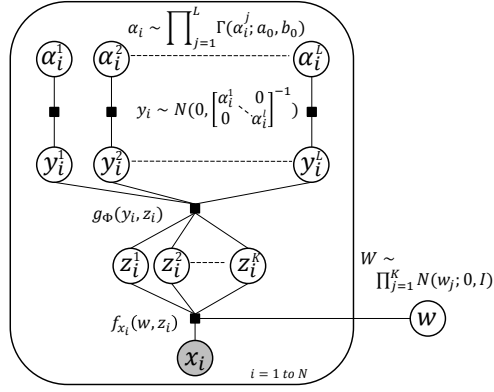 α_i ~ ∏_{j=1}^{L} Γ(α_i^j; a_0, b_0)
α_i^1 α_i^2 α_i^L
y_i ~ N(0, [α_i^1 0 0 α_i^l]^{-1})
y_i^1 y_i^2 y_i^L
g_Φ(y_i, z_i)
z_i^1 z_i^2 z_i^K
W ~
∏_{j=1}^{K} N(w_j; 0, I)
f_{x_i}(w, z_i)
w
x_i
i = 1 to N